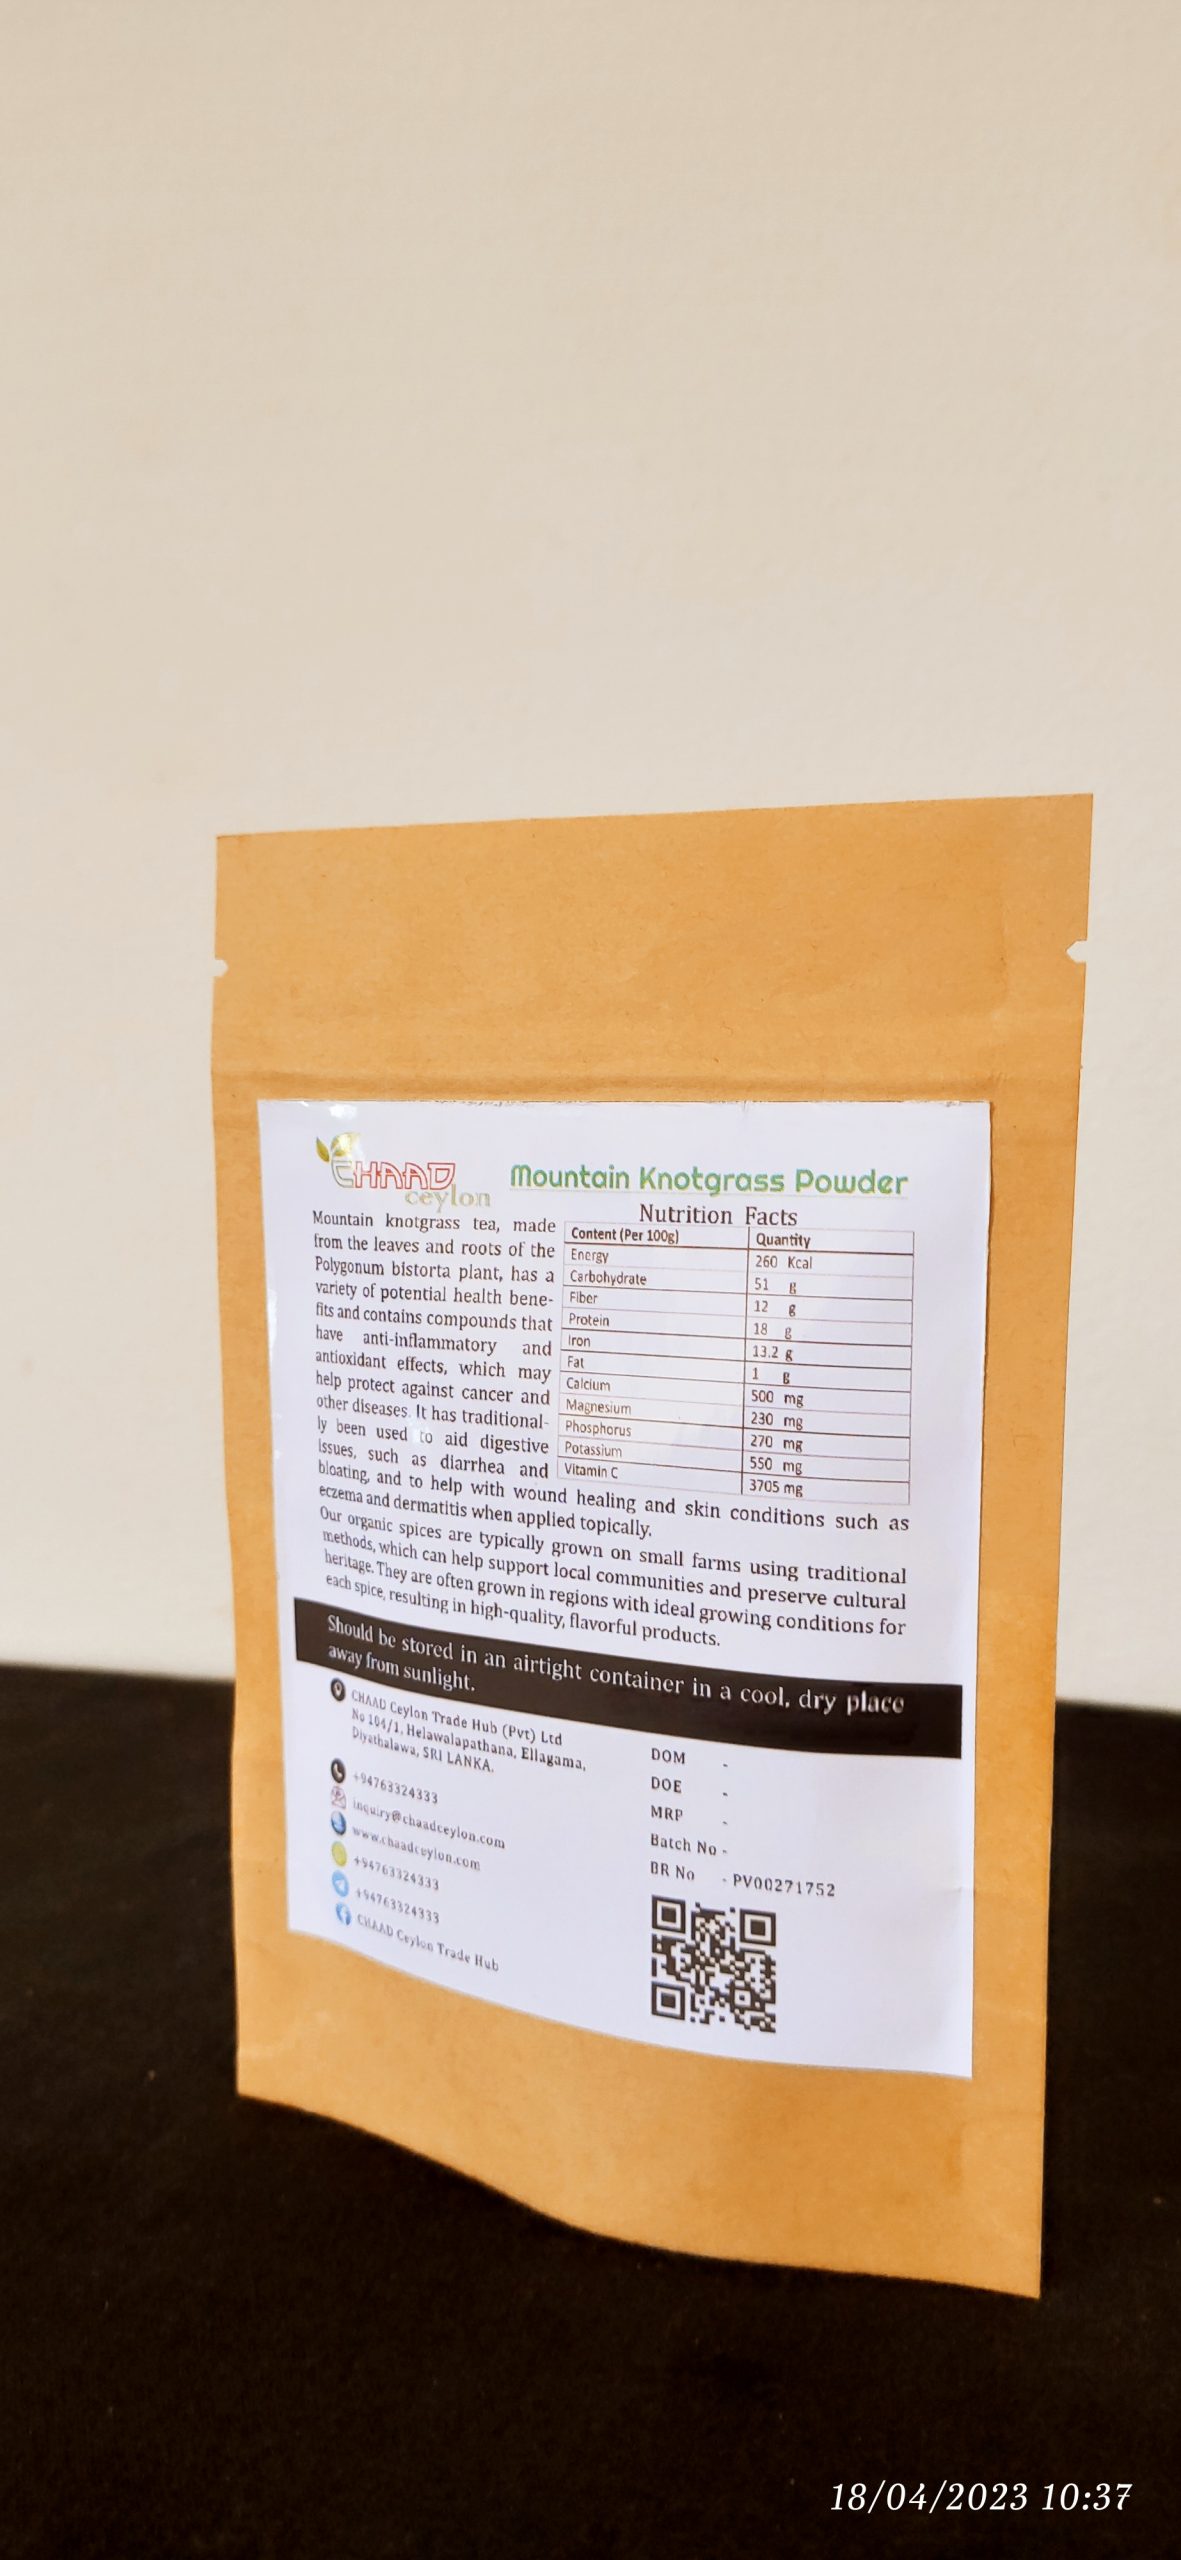 CHAAD
ceylon
Mountain Knotgrass Powder
Nutrition Facts
Content (Per 100g) Quantity
Energy 260 Kcal
Carbohydrate 51 g
Fiber 12 g
Protein 18 g
Iron 13.2 g
Fat 1 g
Calcium 500 mg
Magnesium 230 mg
Phosphorus 270 mg
Potassium 550 mg
Vitamin C 3705 mg
Mountain knotgrass tea, made
from the leaves and roots of the
Polygonum bistorta plant, has a
variety of potential health bene-
fits and contains compounds that
have anti-inflammatory and
antioxidant effects, which may
help protect against cancer and
other diseases. It has traditional-
ly been used to aid digestive
issues, such as diarrhea and
bloating, and to help with wound healing and skin conditions such as
eczema and dermatitis when applied topically.
Our organic spices are typically grown on small farms using traditional
methods, which can help support local communities and preserve cultural
heritage. They are often grown in regions with ideal growing conditions for
each spice, resulting in high-quality, flavorful products.
Should be stored in an airtight container in a cool, dry place
away from sunlight.
CHAAD Ceylon Trade Hub (Pvt) Ltd
No 104/1, Helawalapathana, Ellagama,
Diyathalawa, SRI LANKA.
+94763324333
inquiry@chaadceylon.com
www.chaadceylon.com
+94763324333
+94763324333
CHAAD Ceylon Trade Hub
DOM -
DOE -
MRP -
Batch No -
BR No - PV00271752
18/04/2023 10:37